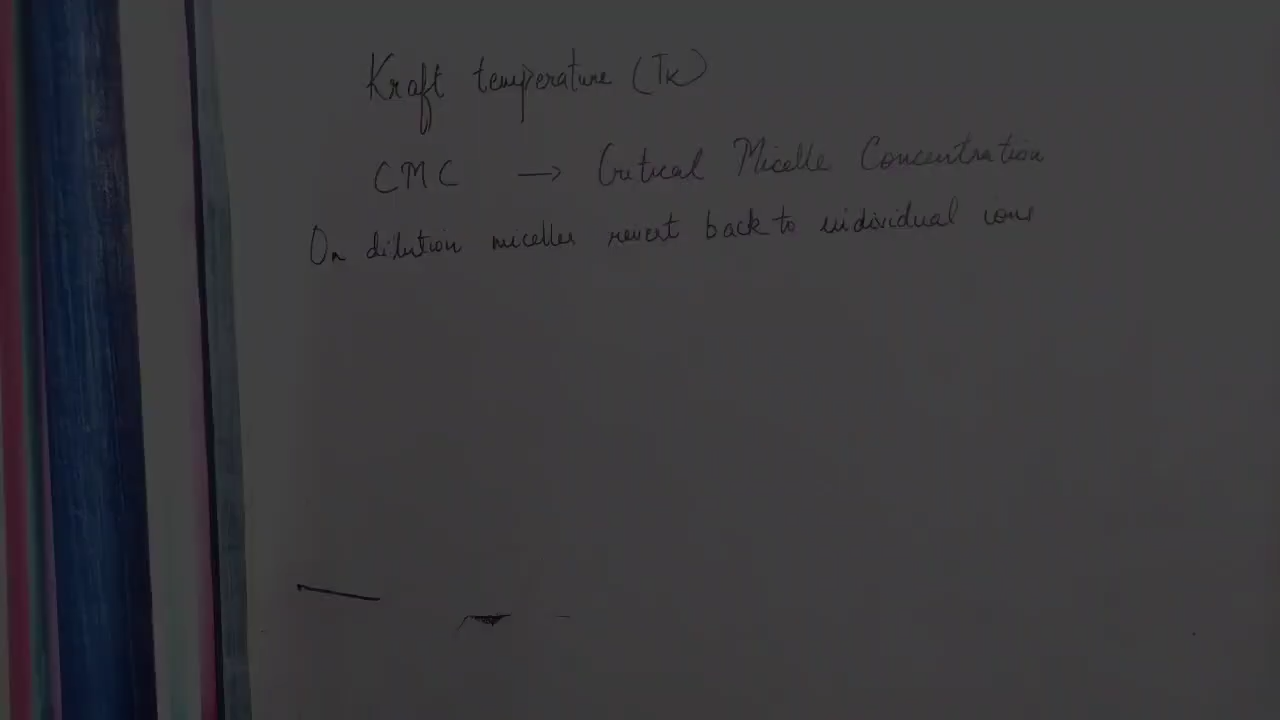 Kraft temperature (Tk)
CMC → Critical Micelle Concentration
On dilution micelles revert back to individual ions